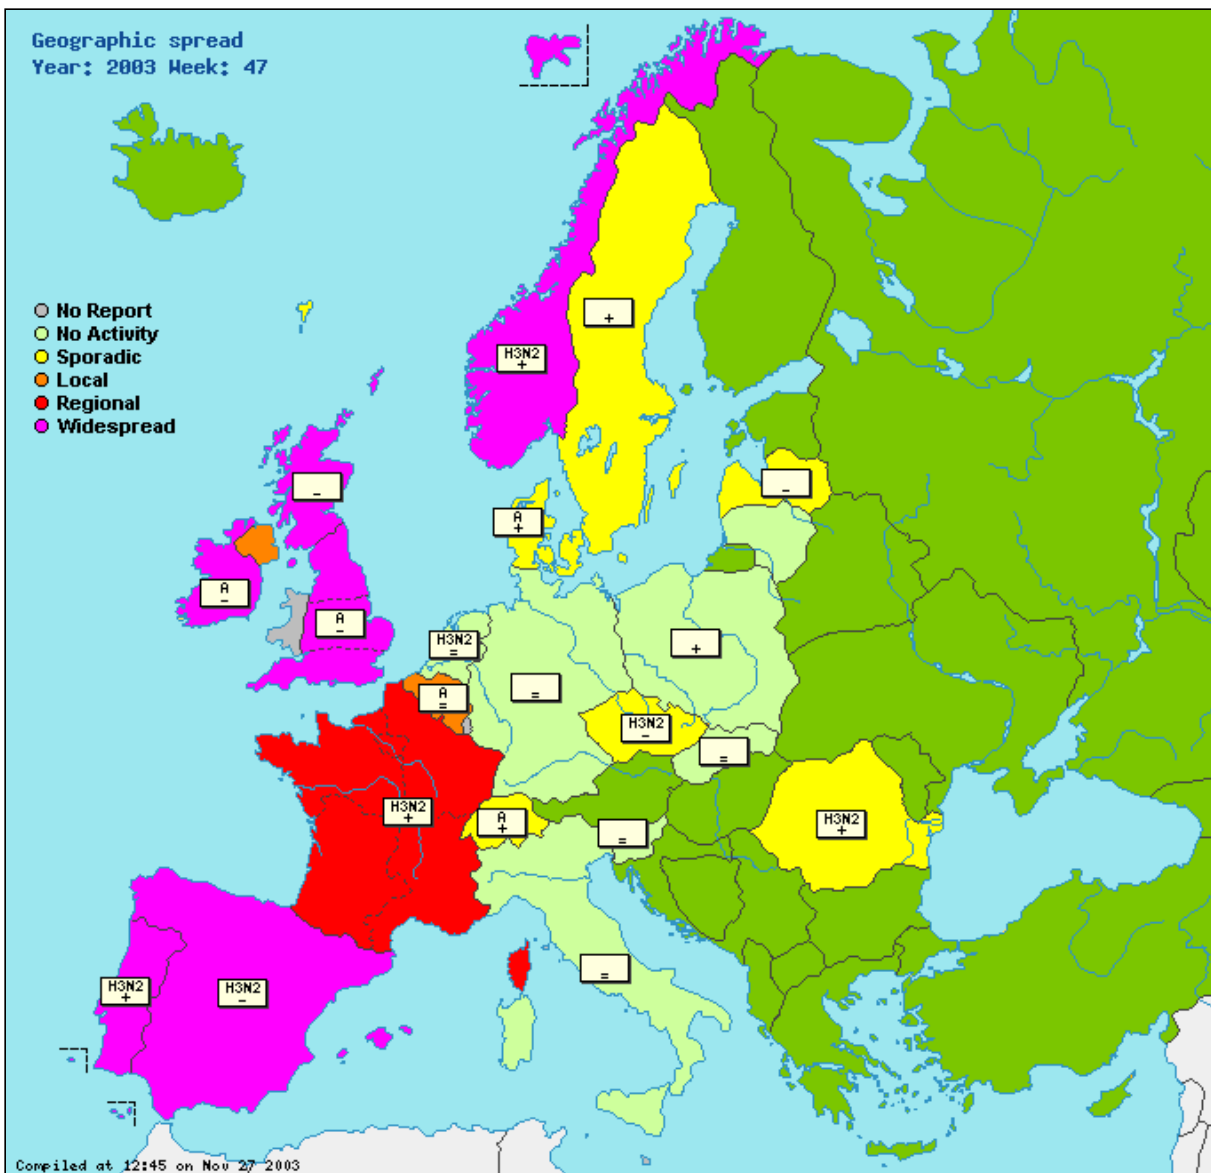 Geographic spread
Year: 2003 Week: 47
No Report
No Activity
Sporadic
Local
Regional
Widespread
+
H3N2
+
-
-
A
+
A
-
A
-
H3N2
=
+
A
=
=
H3N2
-
=
H3N2
+
A
+
=
H3N2
+
=
H3N2
+
H3N2
-
Compiled at 12:45 on Nov 27 2003